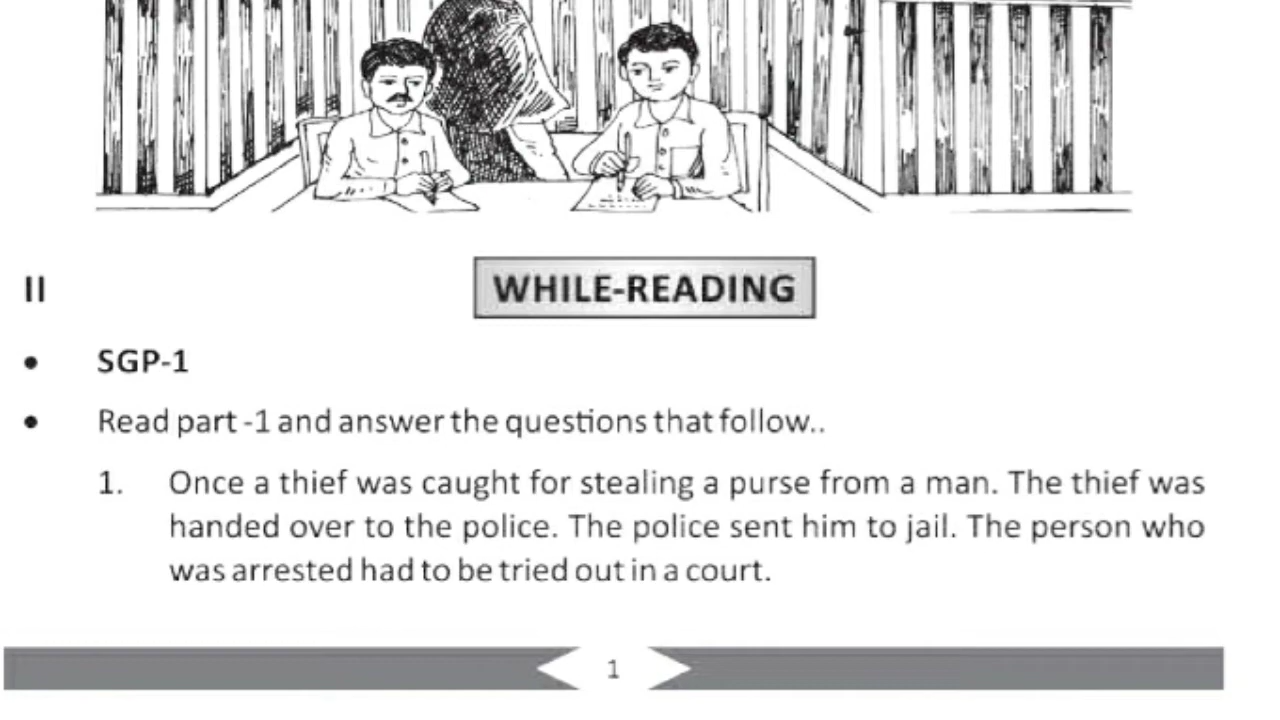 II
WHILE-READING
• SGP-1
• Read part -1 and answer the questions that follow..
1. Once a thief was caught for stealing a purse from a man. The thief was
handed over to the police. The police sent him to jail. The person who
was arrested had to be tried out in a court.
1